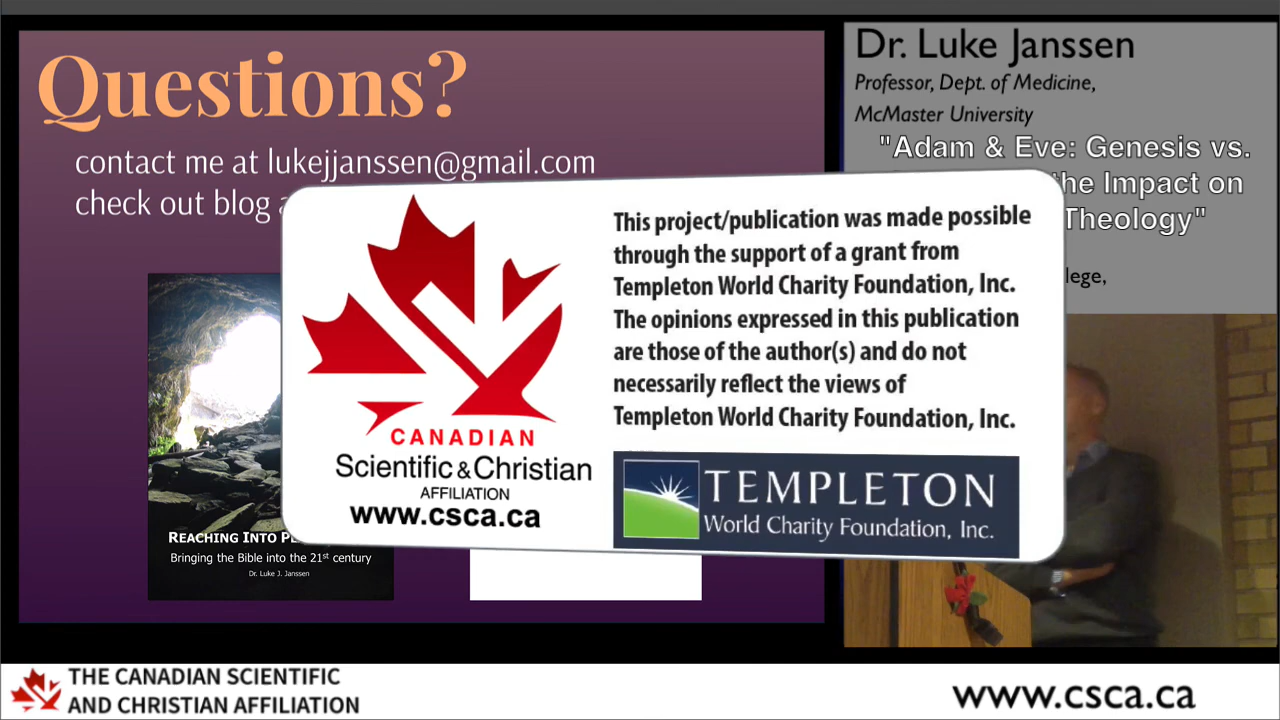 Questions?
contact me at lukejjanssen@gmail.com
check out blog
REACHING INTO
Bringing the Bible into the 21st century
Dr. Luke J. Janssen
Dr. Luke Janssen
Professor, Dept. of Medicine,
McMaster University
"Adam & Eve: Genesis vs.
the Impact on
Theology"
CANADIAN
Scientific & Christian
AFFILIATION
www.csca.ca
This project/publication was made possible
through the support of a grant from
Templeton World Charity Foundation, Inc.
The opinions expressed in this publication
are those of the author(s) and do not
necessarily reflect the views of
Templeton World Charity Foundation, Inc.
TEMPLETON
World Charity Foundation, Inc.
THE CANADIAN SCIENTIFIC
AND CHRISTIAN AFFILIATION
www.csca.ca